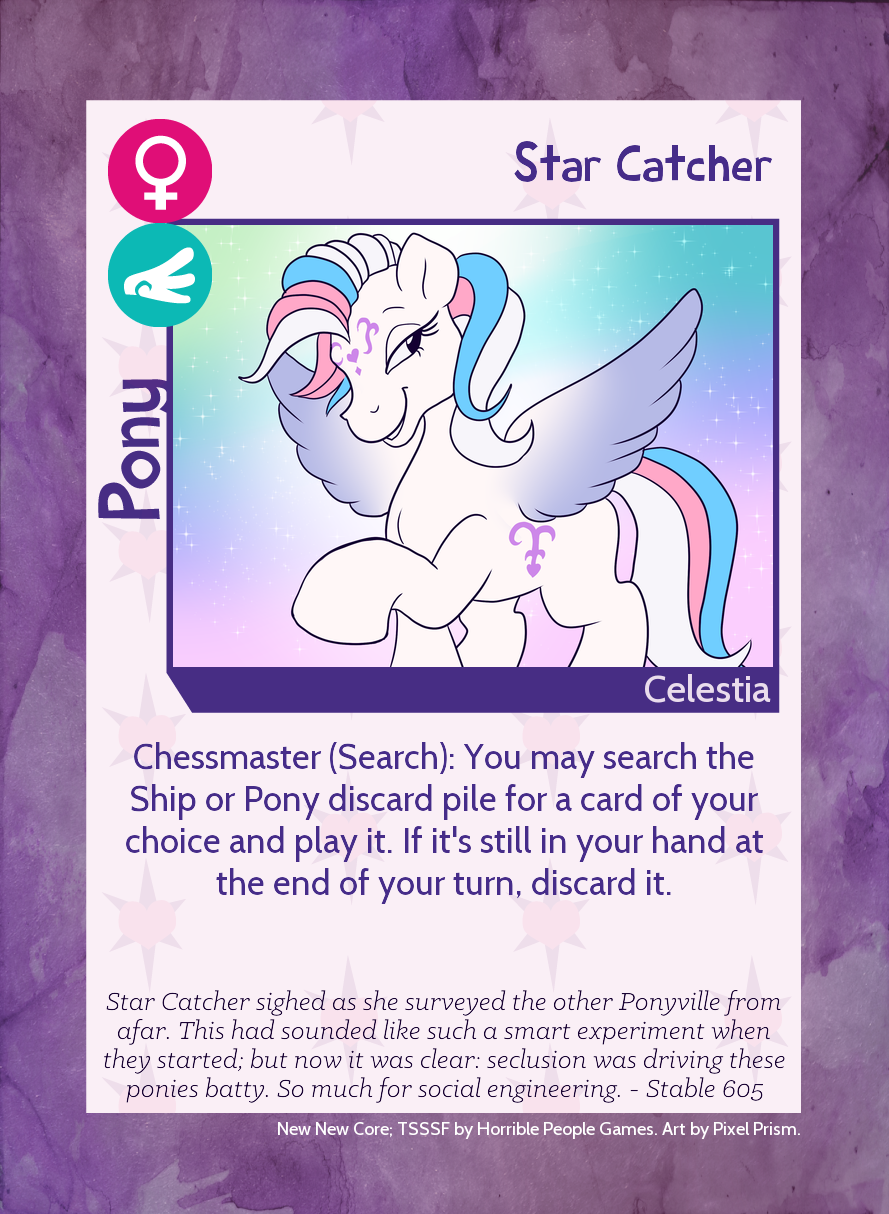 Star Catcher
Pony
Celestia
Chessmaster (Search): You may search the
Ship or Pony discard pile for a card of your
choice and play it. If it's still in your hand at
the end of your turn, discard it.
Star Catcher sighed as she surveyed the other Ponyville from
afar. This had sounded like such a smart experiment when
they started; but now it was clear: seclusion was driving these
ponies batty. So much for social engineering. - Stable 605
New New Core; TSSSF by Horrible People Games. Art by Pixel Prism.